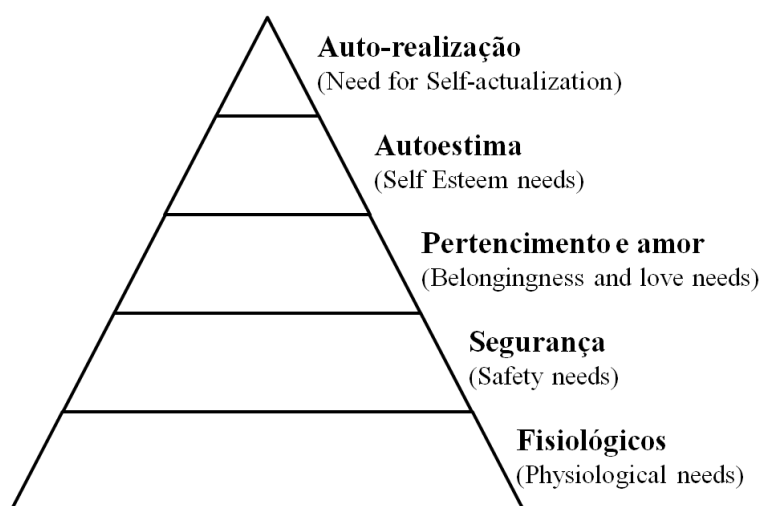 Auto-realização
(Need for Self-actualization)
Autoestima
(Self Esteem needs)
Pertencimento e amor
(Belongingness and love needs)
Segurança
(Safety needs)
Fisiológicos
(Physiological needs)